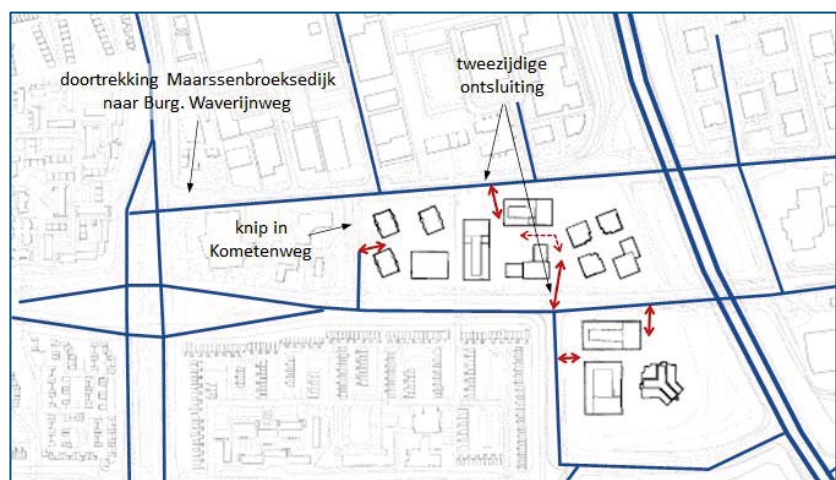 doortrekking Maarssenbroeksedijk
naar Burg. Waverijnweg
tweezijdige
ontsluiting
knip in
Kometenweg